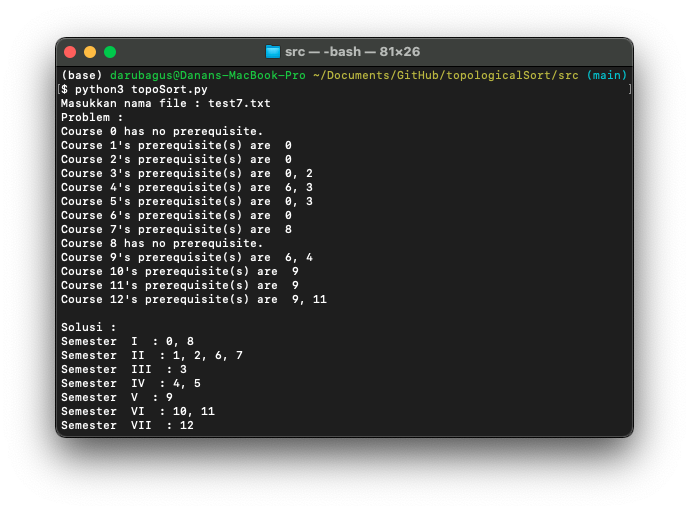 src — -bash — 81×26
(base) darubagus@Danans-MacBook-Pro ~/Documents/GitHub/topologicalSort/src (main)
[$ python3 topoSort.py ]
Masukkan nama file : test7.txt
Problem :
Course 0 has no prerequisite.
Course 1's prerequisite(s) are  0
Course 2's prerequisite(s) are  0
Course 3's prerequisite(s) are  0, 2
Course 4's prerequisite(s) are  6, 3
Course 5's prerequisite(s) are  0, 3
Course 6's prerequisite(s) are  0
Course 7's prerequisite(s) are  8
Course 8 has no prerequisite.
Course 9's prerequisite(s) are  6, 4
Course 10's prerequisite(s) are  9
Course 11's prerequisite(s) are  9
Course 12's prerequisite(s) are  9, 11
Solusi :
Semester  I  : 0, 8
Semester  II  : 1, 2, 6, 7
Semester  III  : 3
Semester  IV  : 4, 5
Semester  V  : 9
Semester  VI  : 10, 11
Semester  VII  : 12